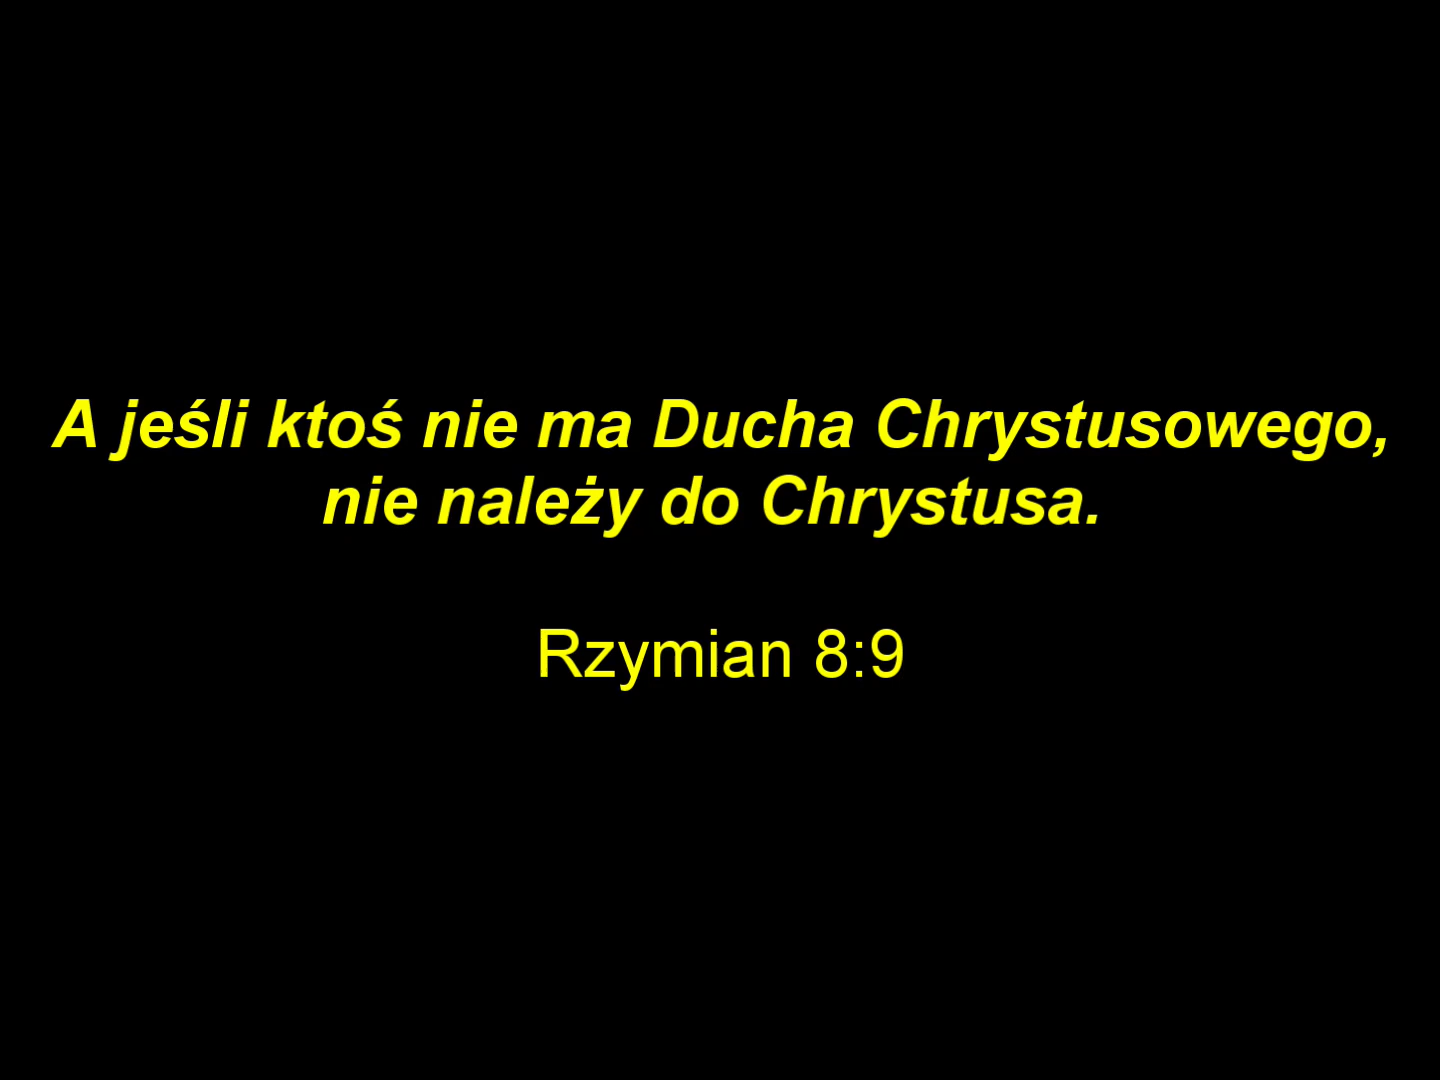 A jeśli ktoś nie ma Ducha Chrystusowego,
nie należy do Chrystusa.
Rzymian 8:9